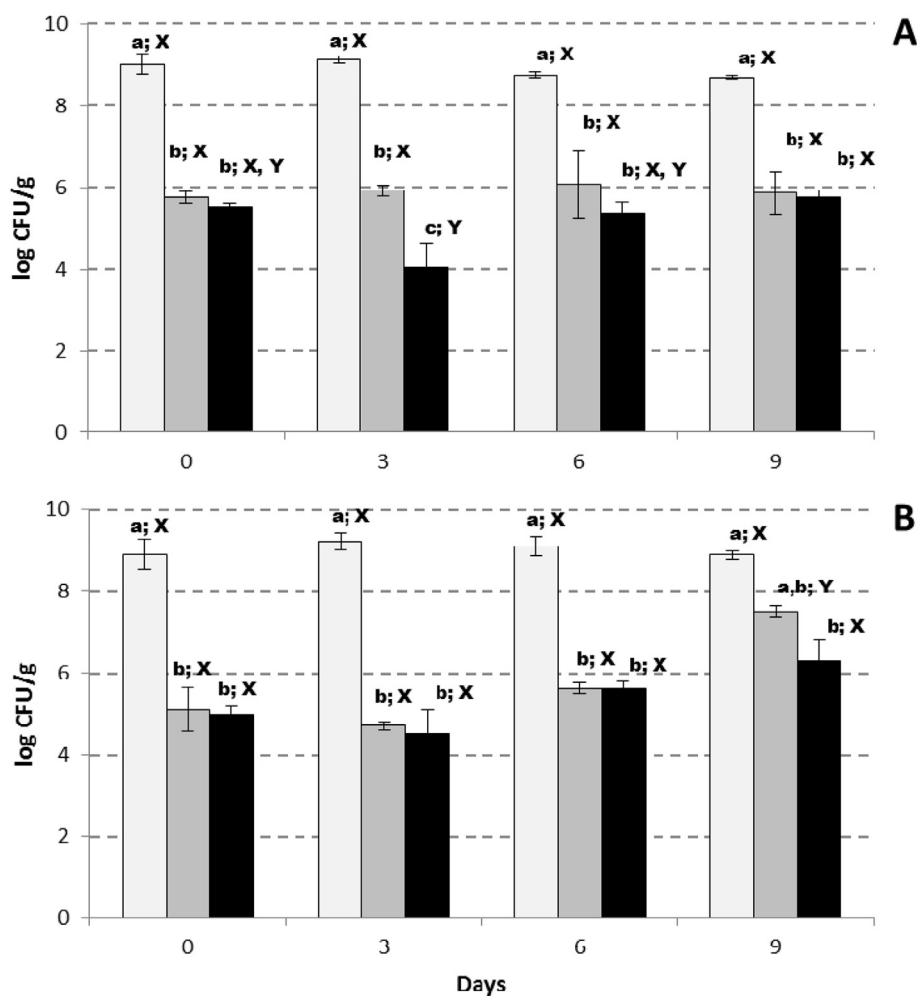 A
10
a; X
a; X
a; X
a; X
8
b; X
b; X, Y
b; X
b; X
b; X, Y
b; X
b; X
6
c; Y
log CFU/g
4
2
0
0 3 6 9
B
10
a; X
a; X
a; X
a; X
8
a,b; Y
b; X
b; X
b; X
b; X
b; X
b; X
b; X
6
log CFU/g
4
2
0
0 3 6 9
Days